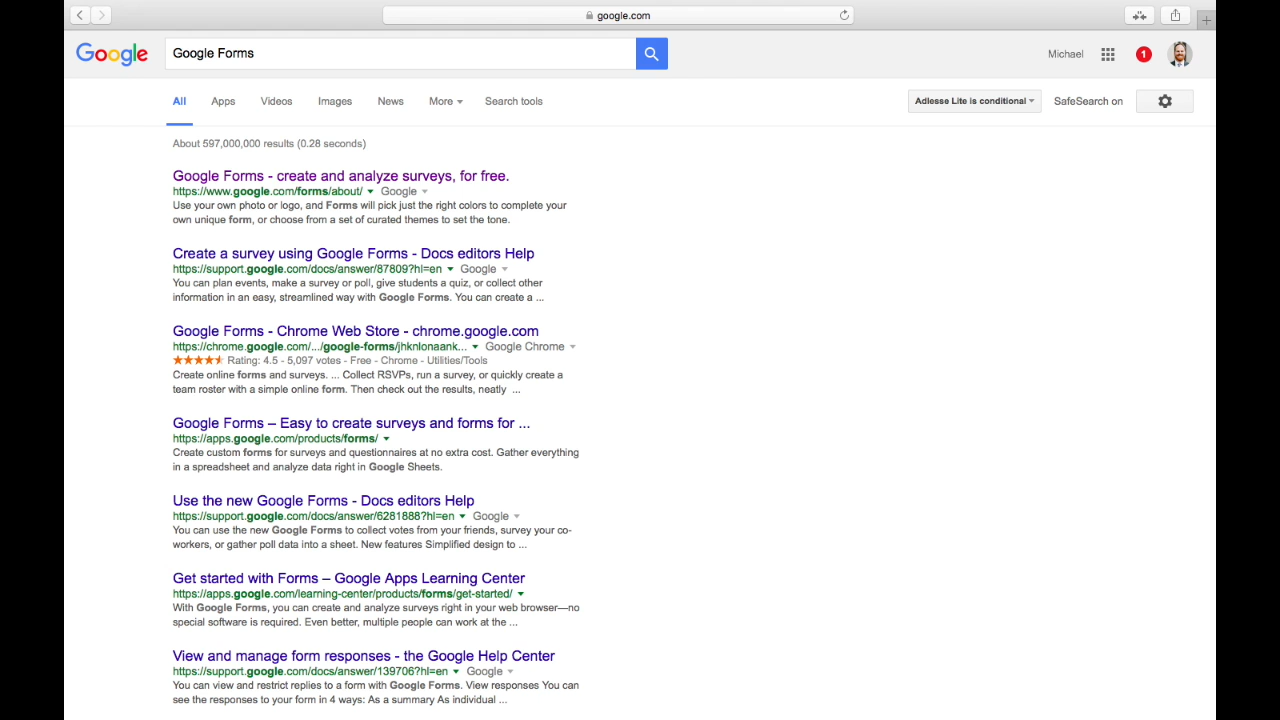 google.com
Google
Google Forms
Michael
1
All
Apps
Videos
Images
News
More
Search tools
Adlesse Lite is conditional
SafeSearch on
About 597,000,000 results (0.28 seconds)
Google Forms - create and analyze surveys, for free.
https://www.google.com/forms/about/ Google
Use your own photo or logo, and Forms will pick just the right colors to complete your
own unique form, or choose from a set of curated themes to set the tone.
Create a survey using Google Forms - Docs editors Help
https://support.google.com/docs/answer/87809?hl=en Google
You can plan events, make a survey or poll, give students a quiz, or collect other
information in an easy, streamlined way with Google Forms. You can create a ...
Google Forms - Chrome Web Store - chrome.google.com
https://chrome.google.com/.../google-forms/jhknlonaank... Google Chrome
Rating: 4.5 - 5,097 votes - Free - Chrome - Utilities/Tools
Create online forms and surveys. ... Collect RSVPs, run a survey, or quickly create a
team roster with a simple online form. Then check out the results, neatly ...
Google Forms – Easy to create surveys and forms for ...
https://apps.google.com/products/forms/
Create custom forms for surveys and questionnaires at no extra cost. Gather everything
in a spreadsheet and analyze data right in Google Sheets.
Use the new Google Forms - Docs editors Help
https://support.google.com/docs/answer/6281888?hl=en Google
You can use the new Google Forms to collect votes from your friends, survey your co-
workers, or gather poll data into a sheet. New features Simplified design to ...
Get started with Forms – Google Apps Learning Center
https://apps.google.com/learning-center/products/forms/get-started/
With Google Forms, you can create and analyze surveys right in your web browser—no
special software is required. Even better, multiple people can work at the ...
View and manage form responses - the Google Help Center
https://support.google.com/docs/answer/139706?hl=en Google
You can view and restrict replies to a form with Google Forms. View responses You can
see the responses to your form in 4 ways: As a summary As individual ...